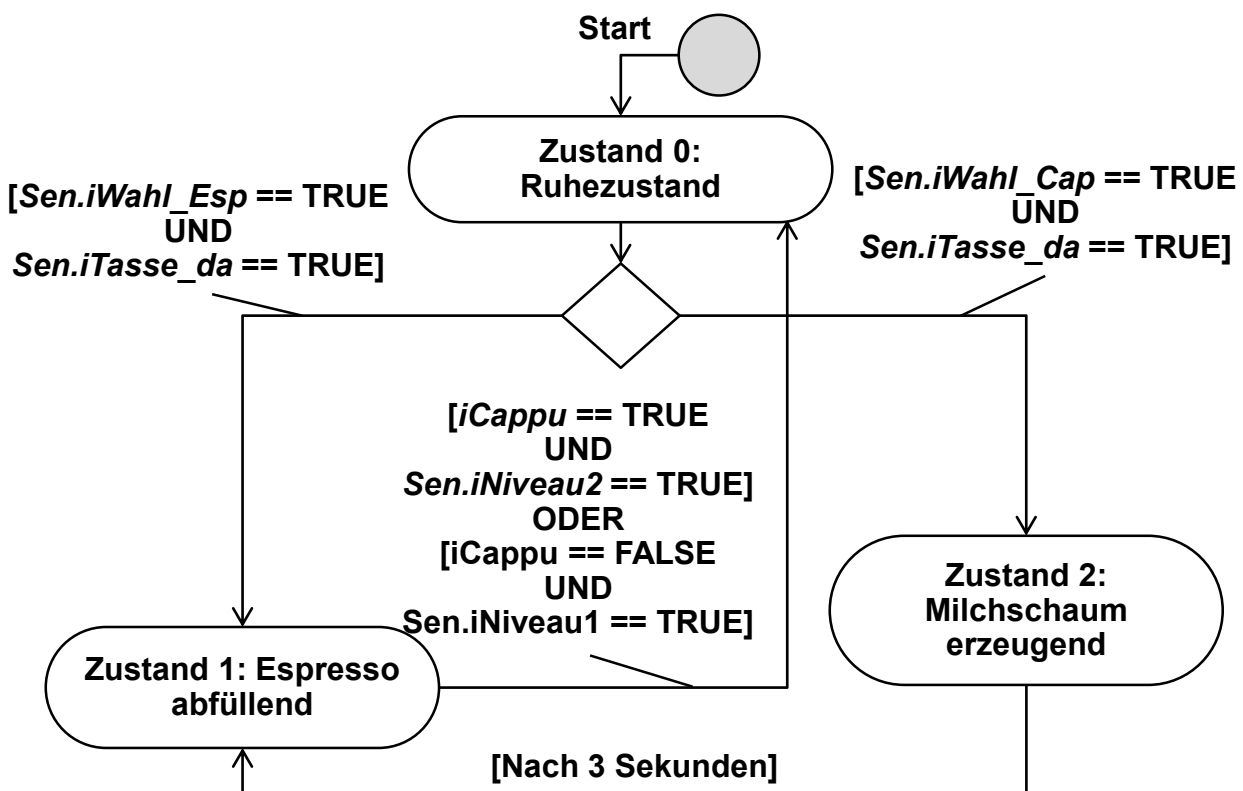 Start
Zustand 0:
Ruhezustand
[Sen.iWahl_Esp == TRUE
UND
Sen.iTasse_da == TRUE]
[Sen.iWahl_Cap == TRUE
UND
Sen.iTasse_da == TRUE]
[iCappu == TRUE
UND
Sen.iNiveau2 == TRUE]
ODER
[iCappu == FALSE
UND
Sen.iNiveau1 == TRUE]
Zustand 2:
Milchschaum
erzeugend
Zustand 1: Espresso
abfüllend
[Nach 3 Sekunden]